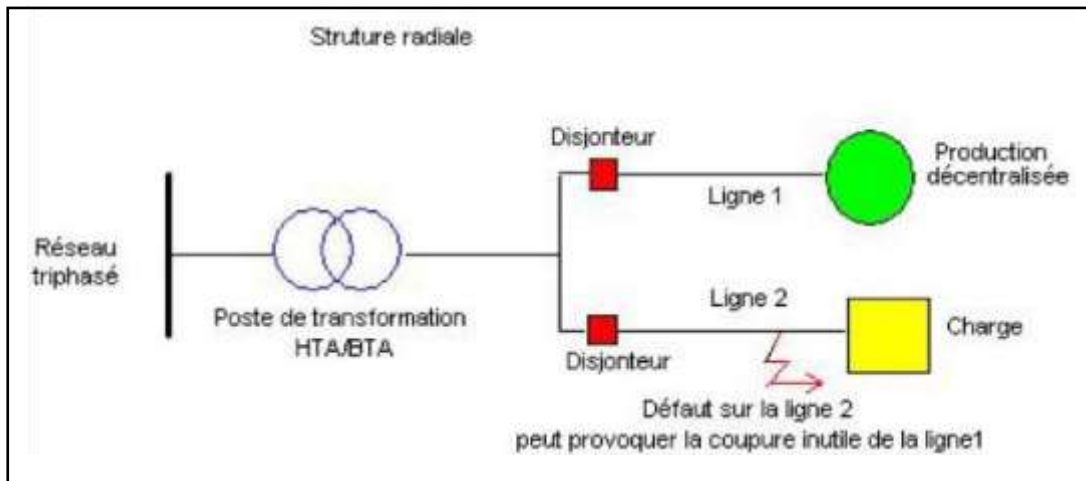 Struture radiale
Disjonteur
Production
décentralisée
Ligne 1
Réseau
triphasé
Poste de transformation
HTA/BTA
Ligne 2
Charge
Disjonteur
Défaut sur la ligne 2
peut provoquer la coupure inutile de la ligne1